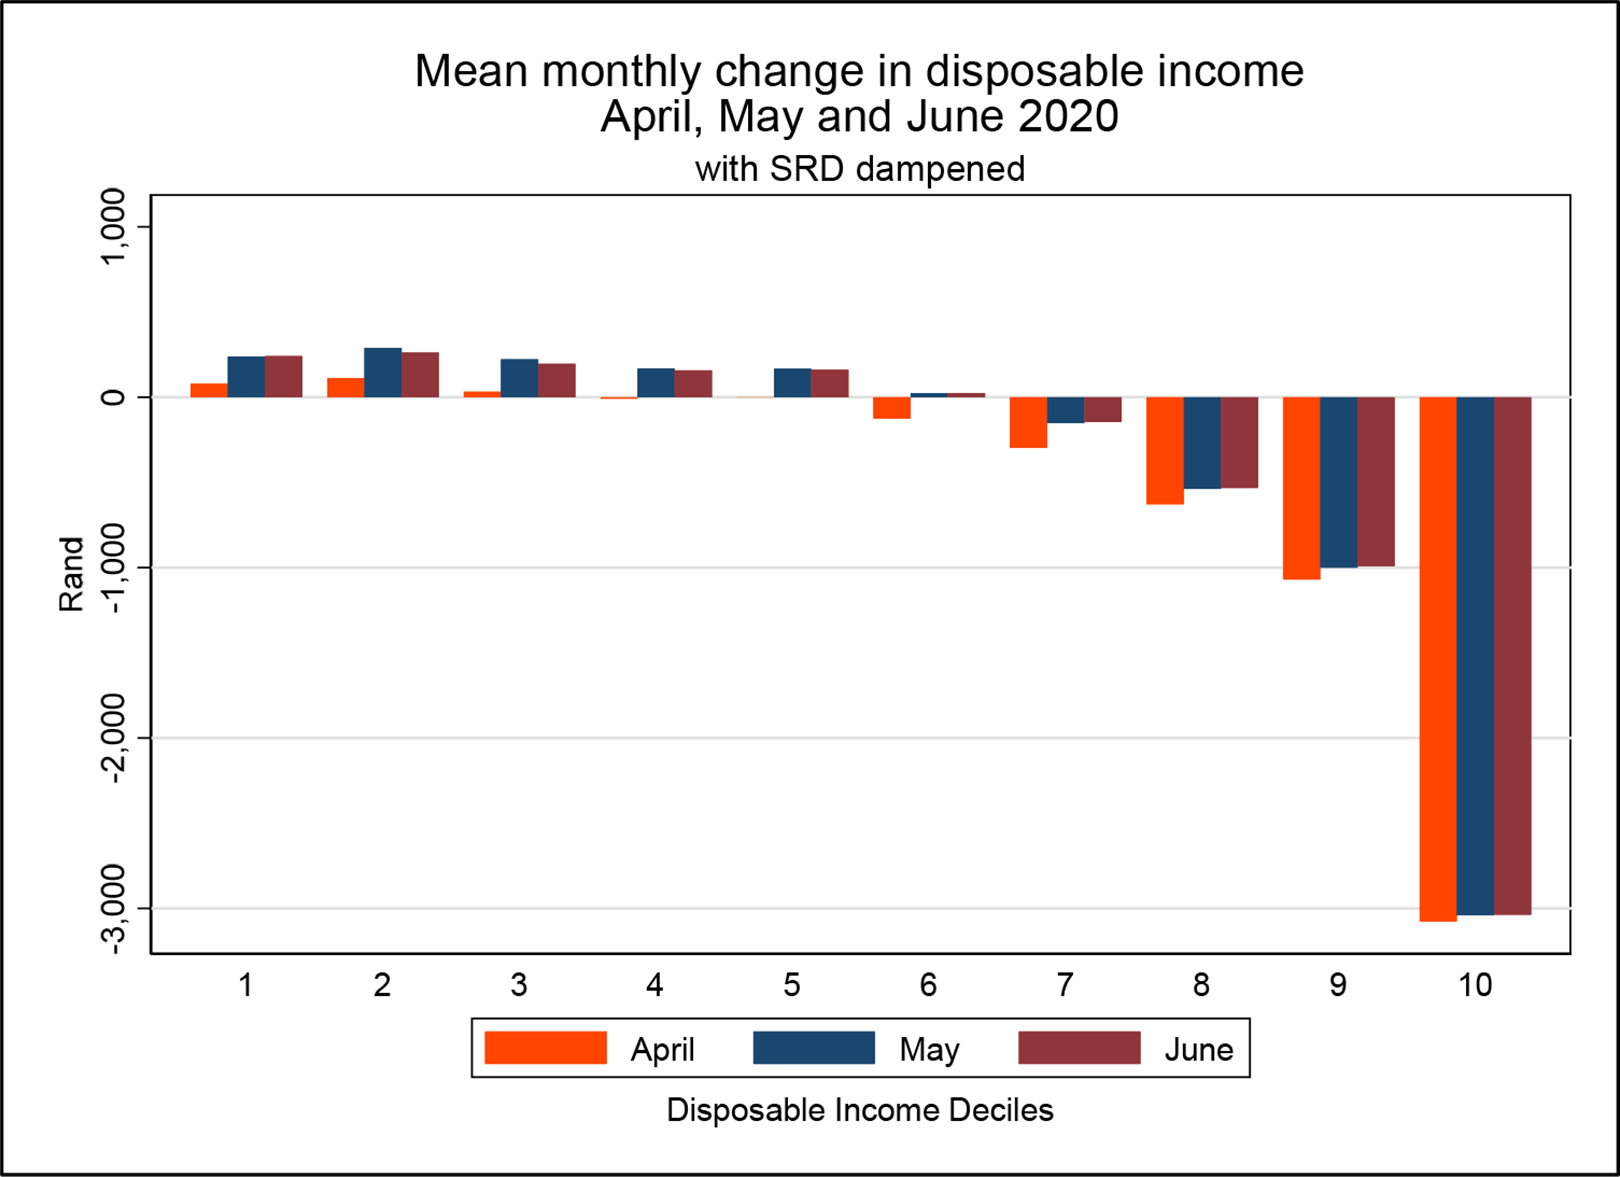 Mean monthly change in disposable income
April, May and June 2020
with SRD dampened
1,000
0
-1,000
-2,000
-3,000
Rand
1 2 3 4 5 6 7 8 9 10
April May June
Disposable Income Deciles